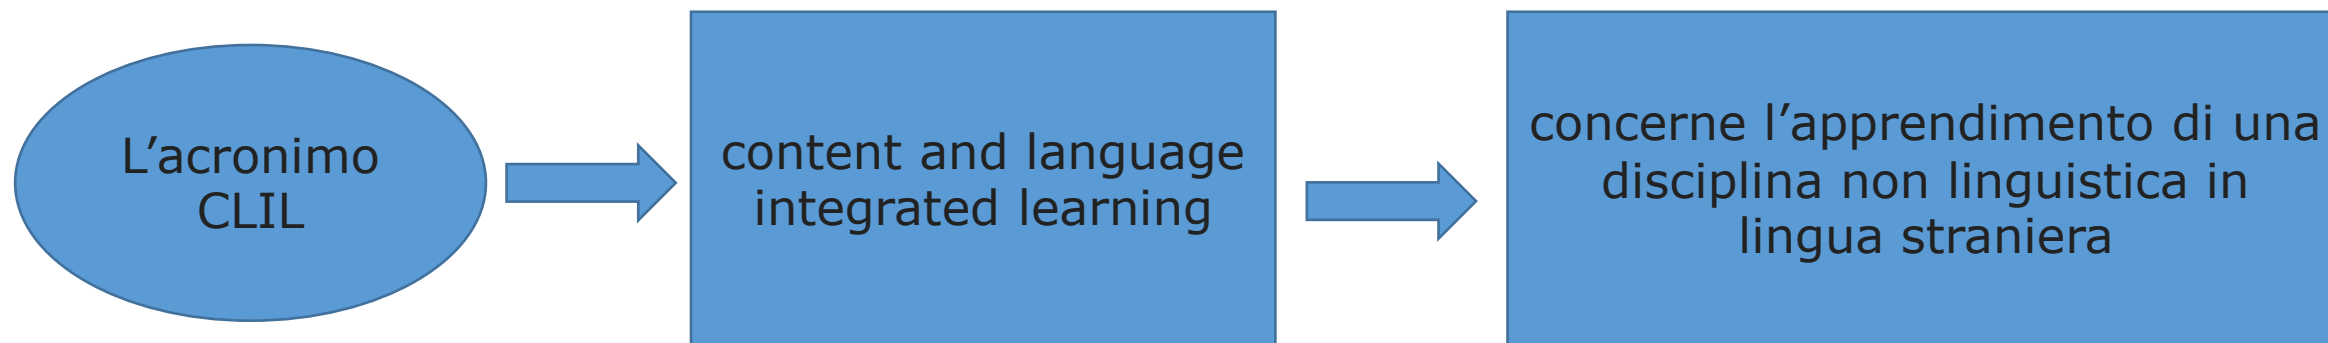 L’acronimo
CLIL
content and language
integrated learning
concerne l’apprendimento di una
disciplina non linguistica in
lingua straniera